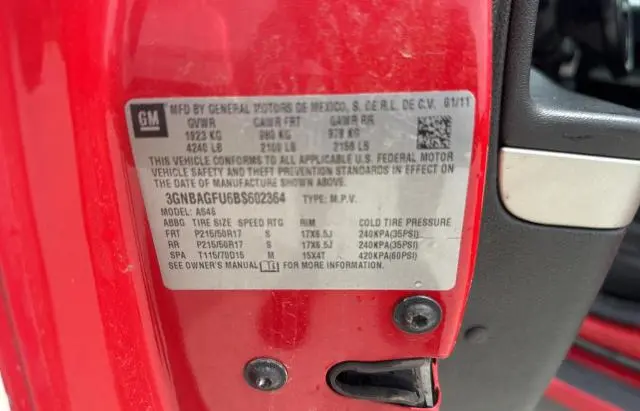 GM MFD BY GENERAL MOTORS DE MEXICO, S. DE R.L. DE C.V. 01/11
GVWR GAWR FRT GAWR RR
1923 KG 980 KG 978 KG
4240 LB 2160 LB 2156 LB
THIS VEHICLE CONFORMS TO ALL APPLICABLE U.S. FEDERAL MOTOR
VEHICLE SAFETY AND THEFT PREVENTION STANDARDS IN EFFECT ON
THE DATE OF MANUFACTURE SHOWN ABOVE.
3GNBAGFU6BS602364 TYPE: M.P.V.
MODEL: AS46
ABBG TIRE SIZE SPEED RTG RIM COLD TIRE PRESSURE
FRT P215/50R17 S 17X6.5J 240KPA(35PSI)
RR P215/50R17 S 17X6.5J 240KPA(35PSI)
SPA T115/70D15 M 15X4T 420KPA(60PSI)
SEE OWNER'S MANUAL FOR MORE INFORMATION.